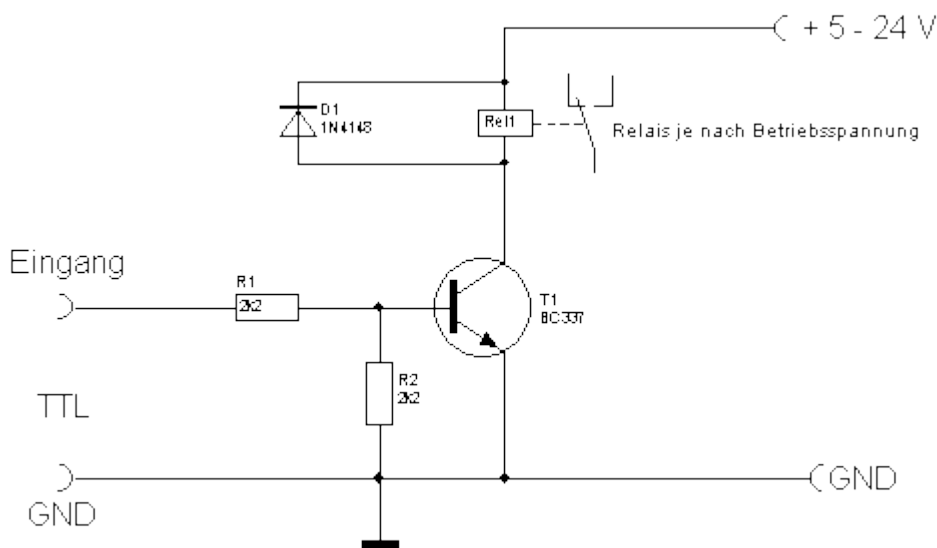 + 5 - 24 V
D1
1N4148
Rel1
Relais je nach Betriebsspannung
Eingang
R1
2k2
T1
BC337
R2
2k2
TTL
GND
GND